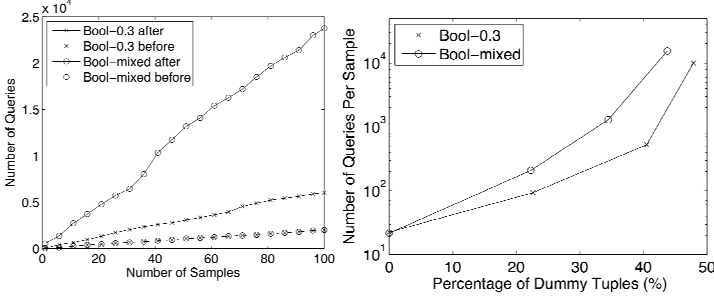 2.5 x 10^4
Bool-0.3 after
Bool-0.3 before
Bool-mixed after
Bool-mixed before
2
1.5
1
0.5
0
Number of Queries
0 20 40 60 80 100
Number of Samples
Bool-0.3
Bool-mixed
10^4
10^3
10^2
10^1
Number of Queries Per Sample
0 10 20 30 40 50
Percentage of Dummy Tuples (%)